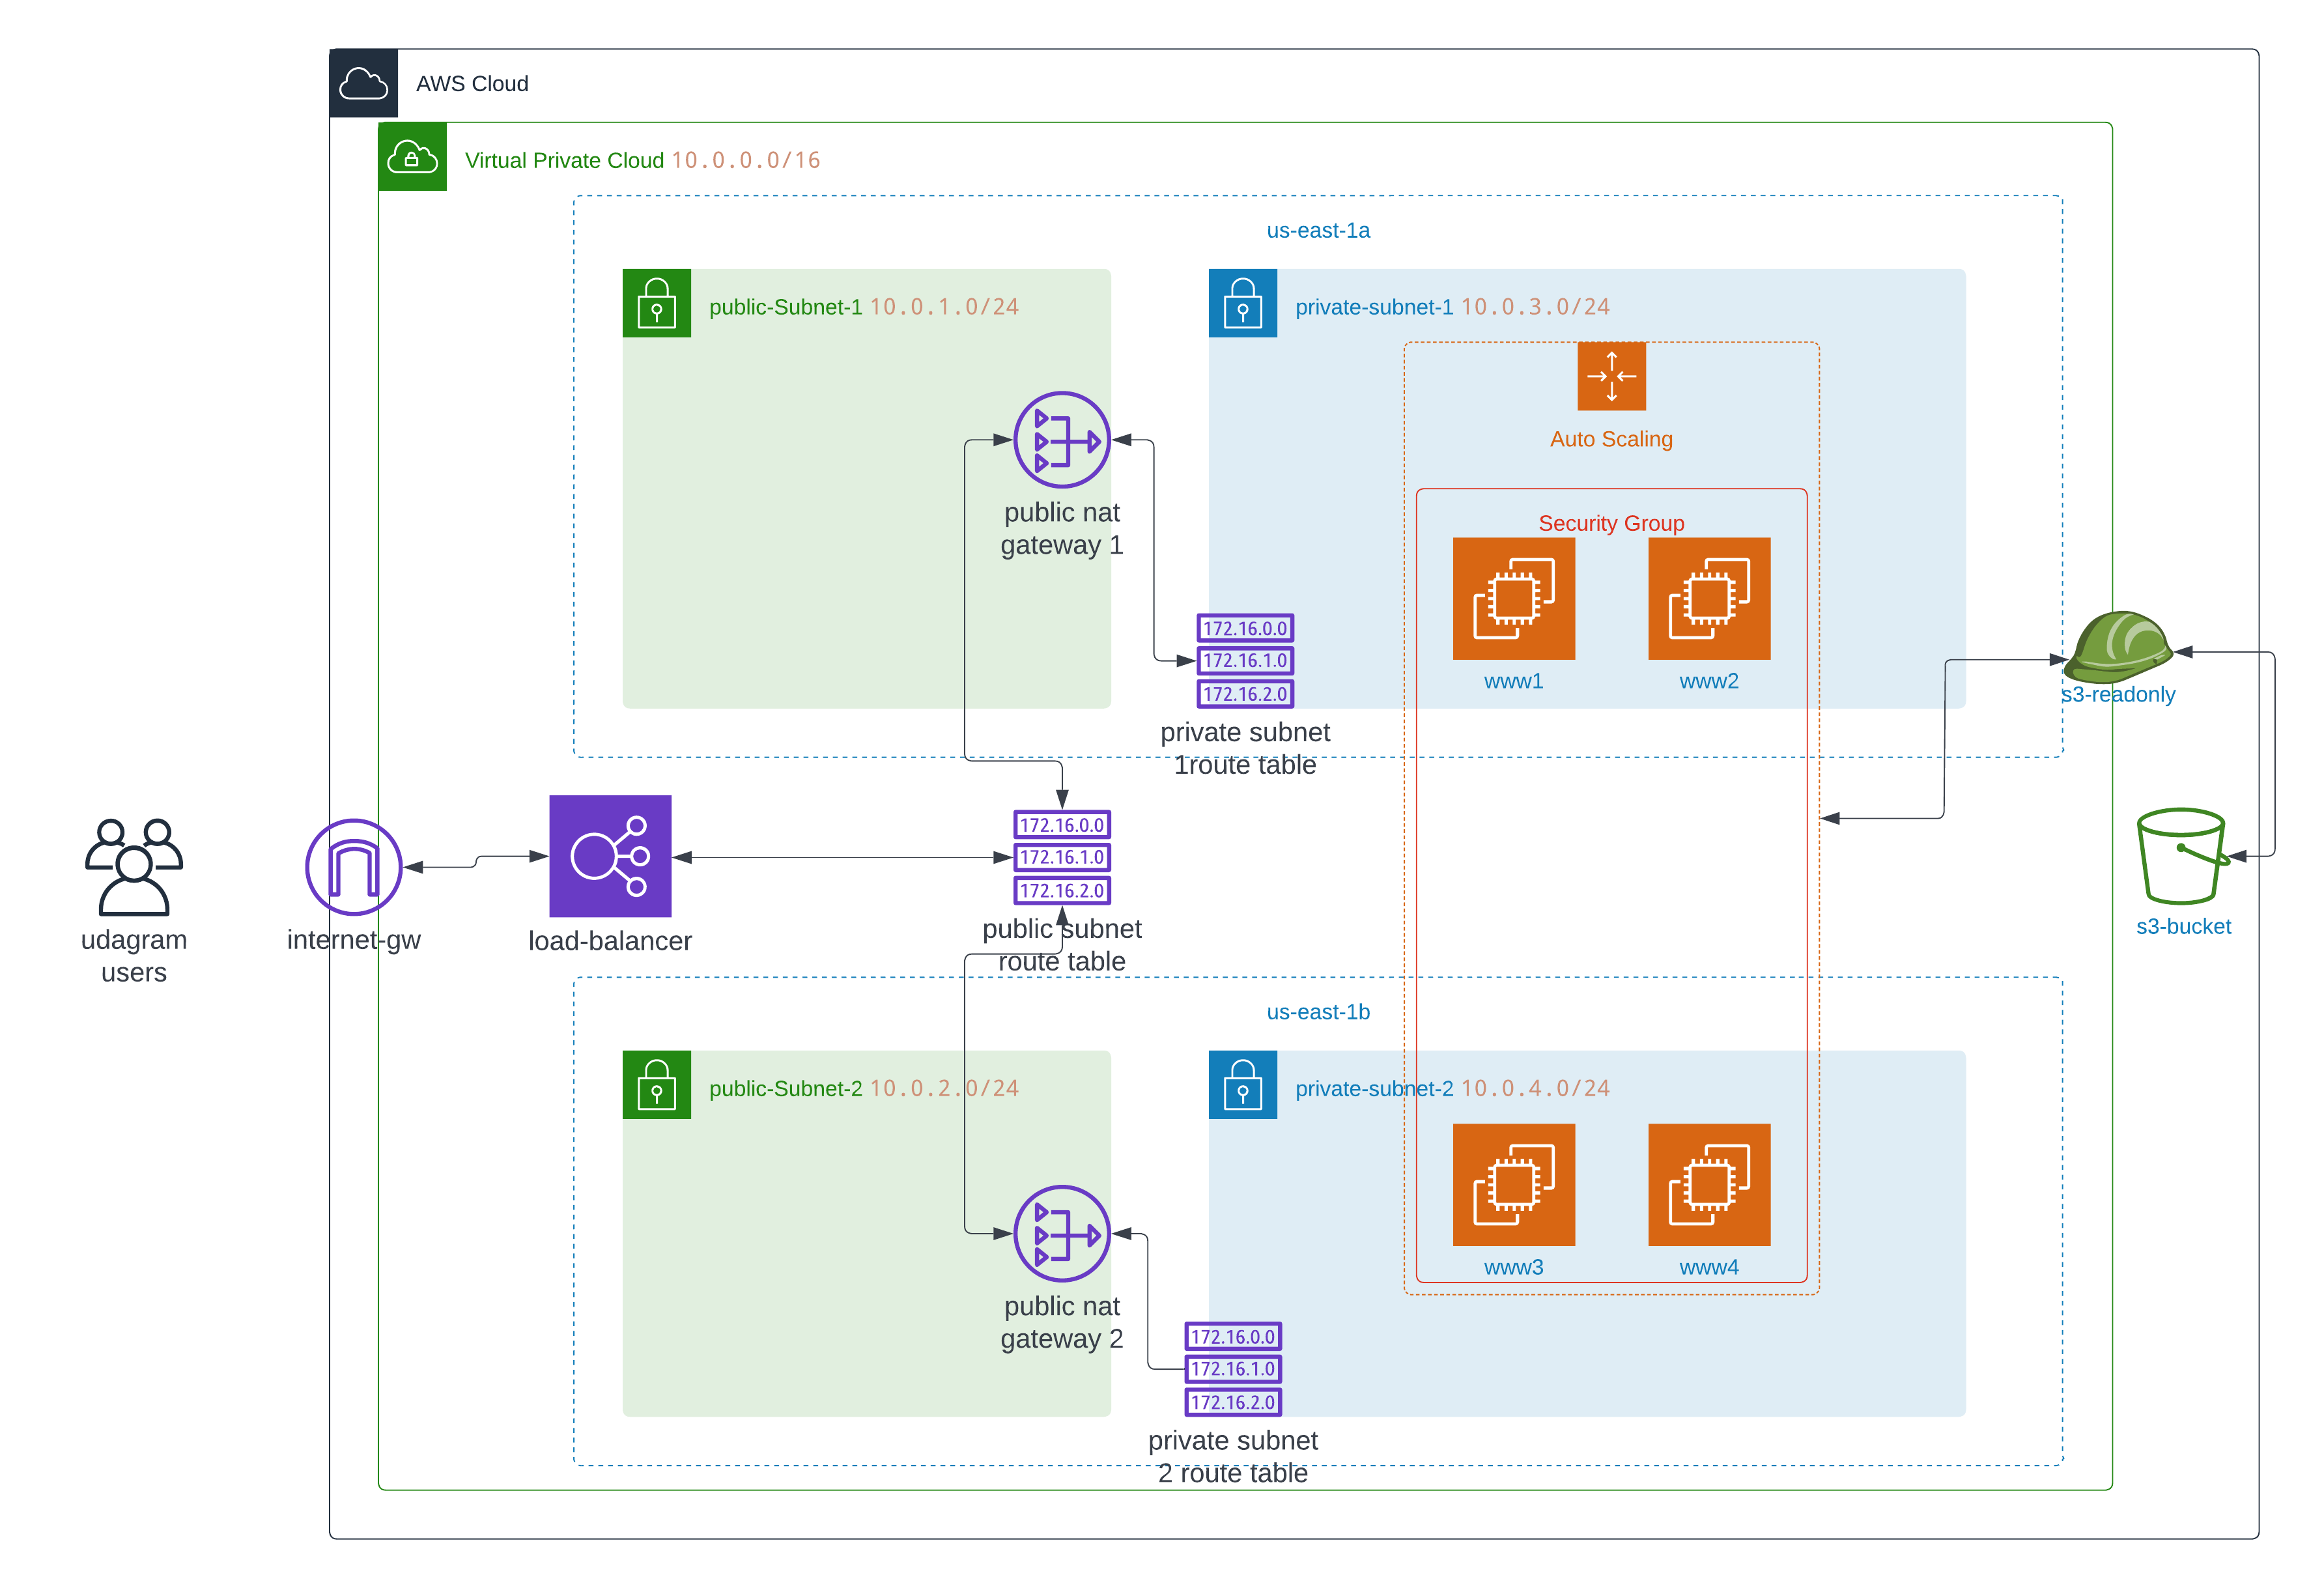 AWS Cloud
Virtual Private Cloud 10.0.0.0/16
us-east-1a
public-Subnet-1 10.0.1.0/24
private-subnet-1 10.0.3.0/24
Auto Scaling
public nat
gateway 1
Security Group
www1
www2
172.16.0.0
172.16.1.0
172.16.2.0
private subnet
1route table
s3-readonly
udagram
users
internet-gw
load-balancer
172.16.0.0
172.16.1.0
172.16.2.0
public subnet
route table
s3-bucket
us-east-1b
public-Subnet-2 10.0.2.0/24
private-subnet-2 10.0.4.0/24
public nat
gateway 2
www3
www4
172.16.0.0
172.16.1.0
172.16.2.0
private subnet
2 route table